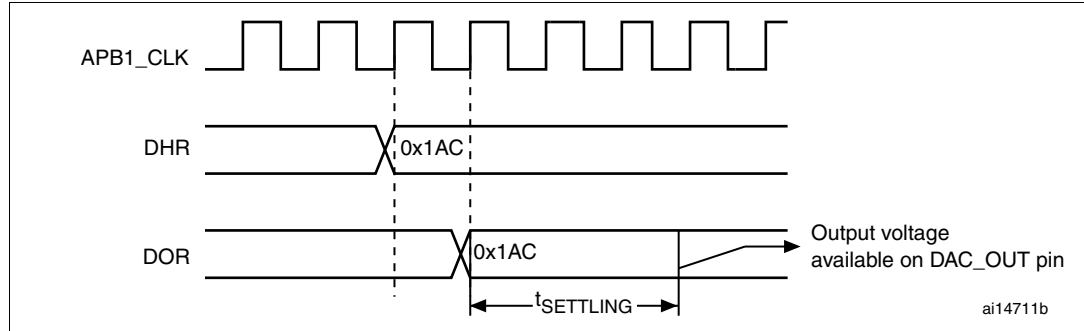 APB1_CLK
DHR
0x1AC
DOR
0x1AC
Output voltage
available on DAC_OUT pin
tSETTLING
ai14711b